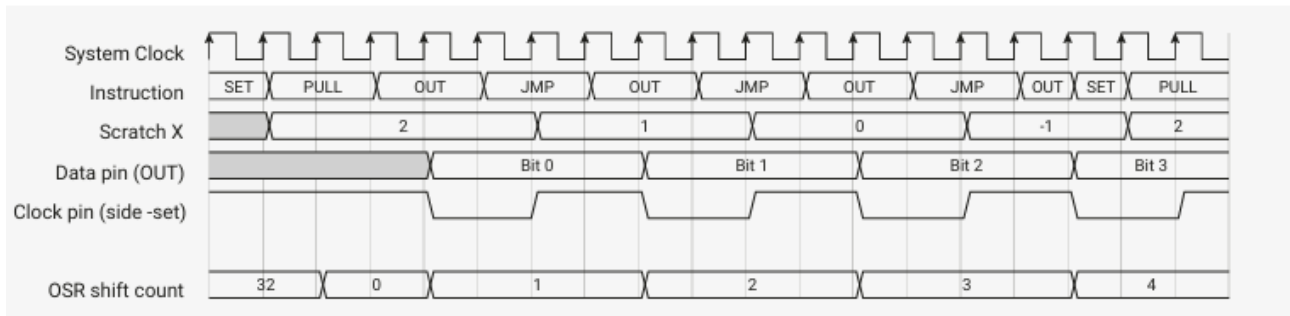 System Clock
Instruction SET PULL OUT JMP OUT JMP OUT JMP OUT SET PULL
Scratch X 2 1 0 -1 2
Data pin (OUT) Bit 0 Bit 1 Bit 2 Bit 3
Clock pin (side -set)
OSR shift count 32 0 1 2 3 4